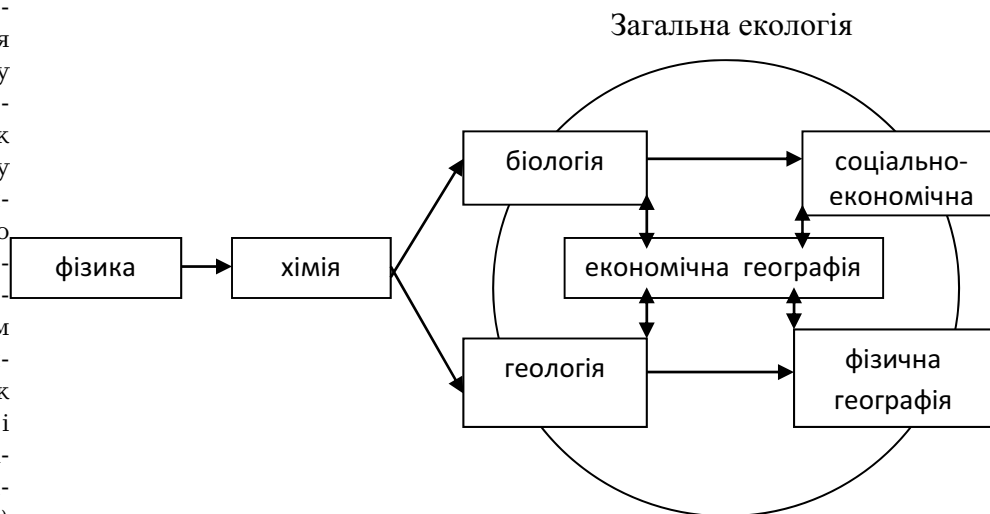 Загальна екологія
біологія
соціально-
економічна
фізика
хімія
економічна географія
геологія
фізична
географія